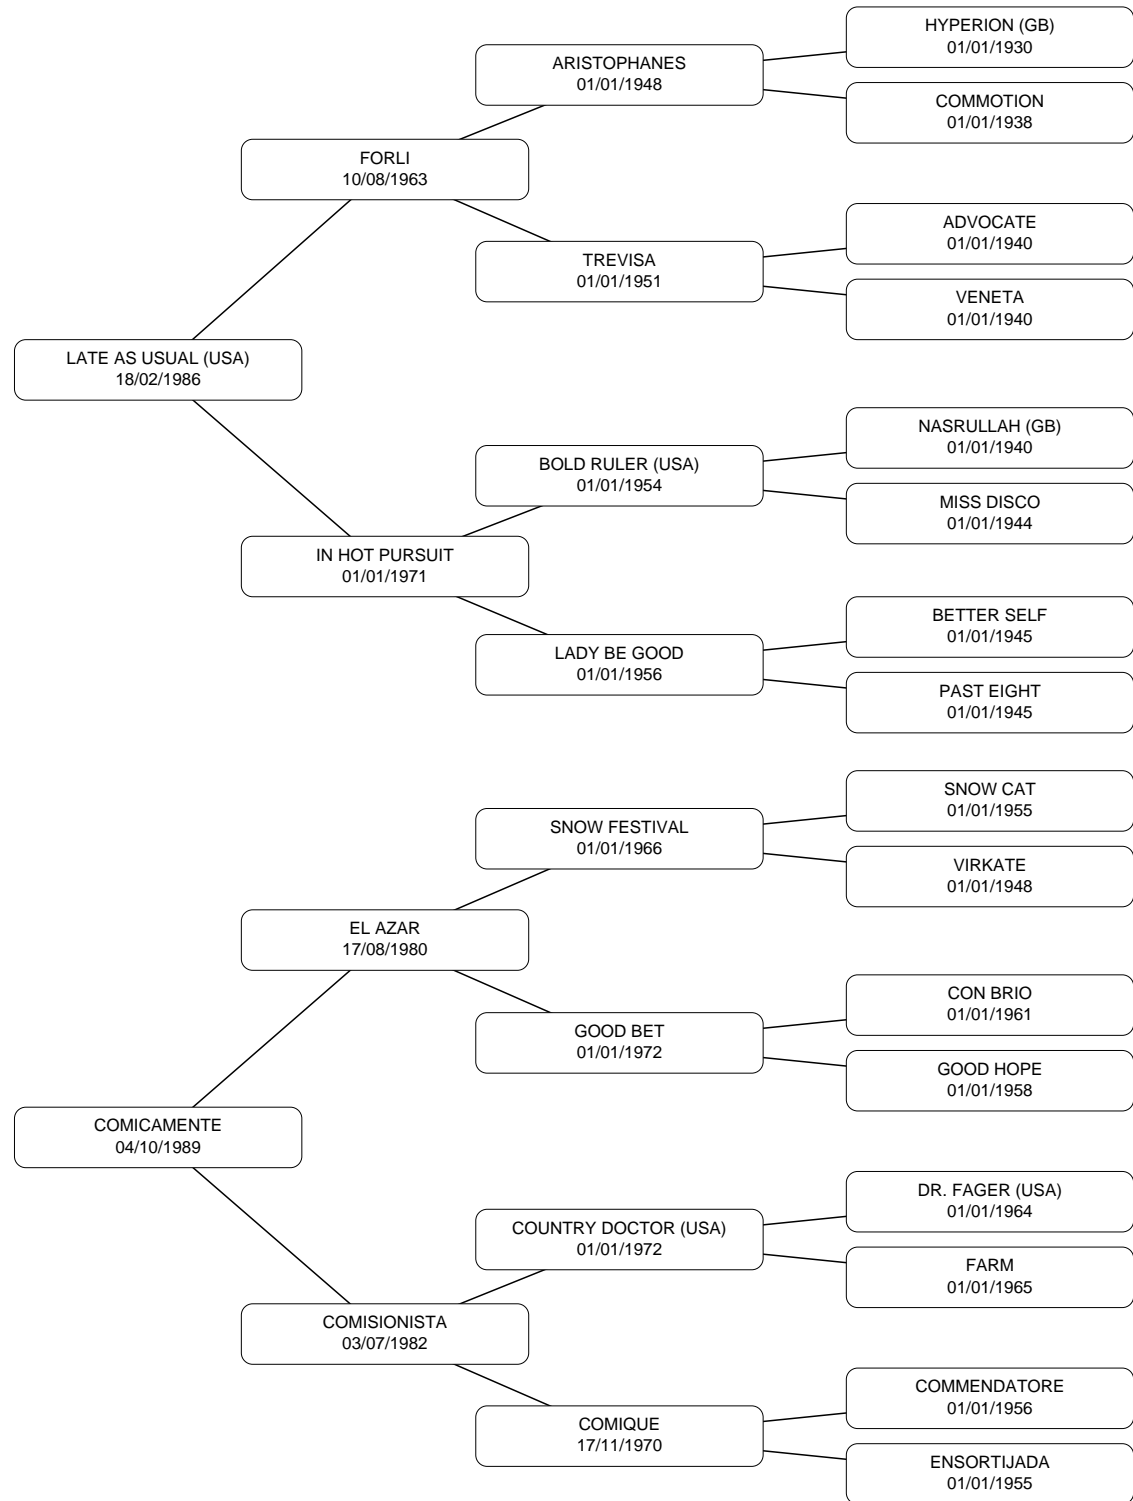 HYPERION (GB)
01/01/1930
ARISTOPHANES
01/01/1948
COMMOTION
01/01/1938
FORLI
10/08/1963
ADVOCATE
01/01/1940
TREVISA
01/01/1951
VENETA
01/01/1940
LATE AS USUAL (USA)
18/02/1986
NASRULLAH (GB)
01/01/1940
BOLD RULER (USA)
01/01/1954
MISS DISCO
01/01/1944
IN HOT PURSUIT
01/01/1971
BETTER SELF
01/01/1945
LADY BE GOOD
01/01/1956
PAST EIGHT
01/01/1945
SNOW CAT
01/01/1955
SNOW FESTIVAL
01/01/1966
VIRKATE
01/01/1948
EL AZAR
17/08/1980
CON BRIO
01/01/1961
GOOD BET
01/01/1972
GOOD HOPE
01/01/1958
COMICAMENTE
04/10/1989
DR. FAGER (USA)
01/01/1964
COUNTRY DOCTOR (USA)
01/01/1972
FARM
01/01/1965
COMISIONISTA
03/07/1982
COMMENDATORE
01/01/1956
COMIQUE
17/11/1970
ENSORTIJADA
01/01/1955